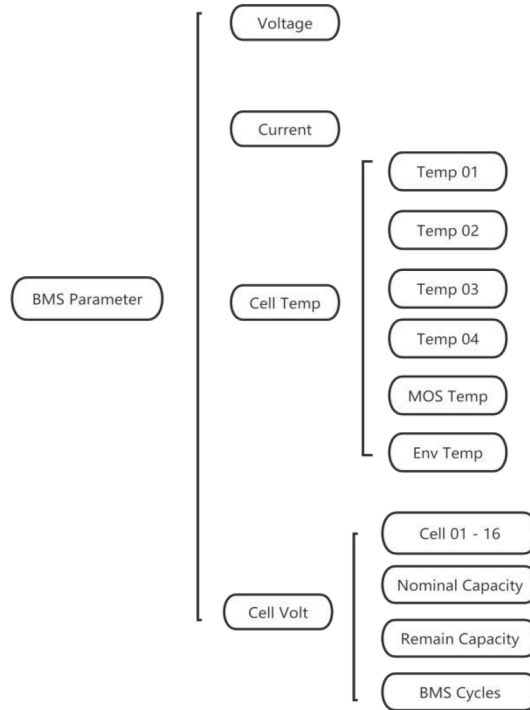 Voltage
Current
Temp 01
Temp 02
BMS Parameter
Cell Temp
Temp 03
Temp 04
MOS Temp
Env Temp
Cell 01 - 16
Nominal Capacity
Cell Volt
Remain Capacity
BMS Cycles